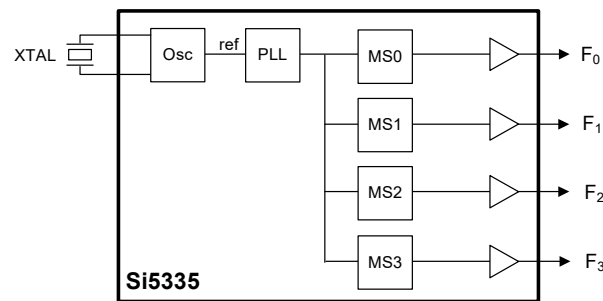 XTAL Osc ref PLL MS0 F₀
MS1 F₁
MS2 F₂
MS3 F₃
Si5335